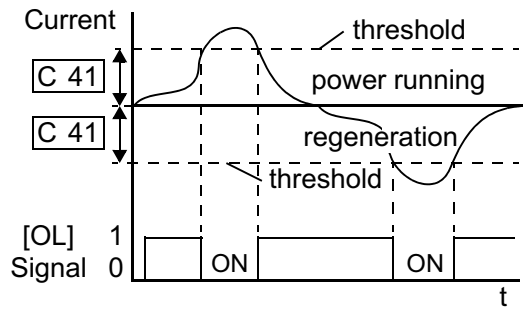 Current
threshold
C 41
power running
C 41
regeneration
threshold
[OL] 1
Signal 0
ON
ON
t